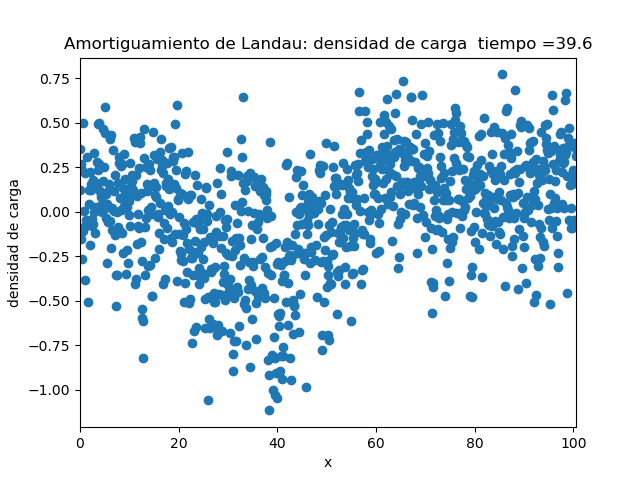 Amortiguamiento de Landau: densidad de carga  tiempo =39.6
densidad de carga
0.75
0.50
0.25
0.00
−0.25
−0.50
−0.75
−1.00
0 20 40 60 80 100
x